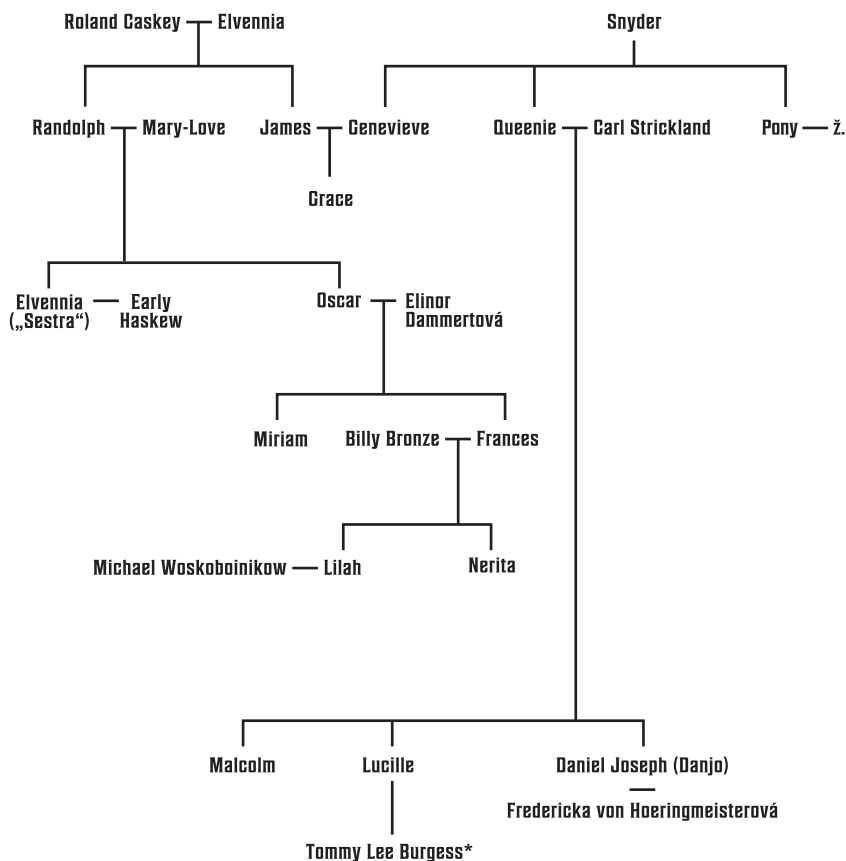 Roland Caskey Elvennia Snyder
Randolph Mary-Love James Genevieve Queenie Carl Strickland Pony ž.
Grace
Elvennia Early Oscar Elinor
(„Sestra“) Haskew Dammertová
Miriam Billy Bronze Frances
Michael Woskoboinikow Lilah Nerita
Malcolm Lucille Daniel Joseph (Danjo)
Fredericka von Hoeringmeisterová
Tommy Lee Burgess*